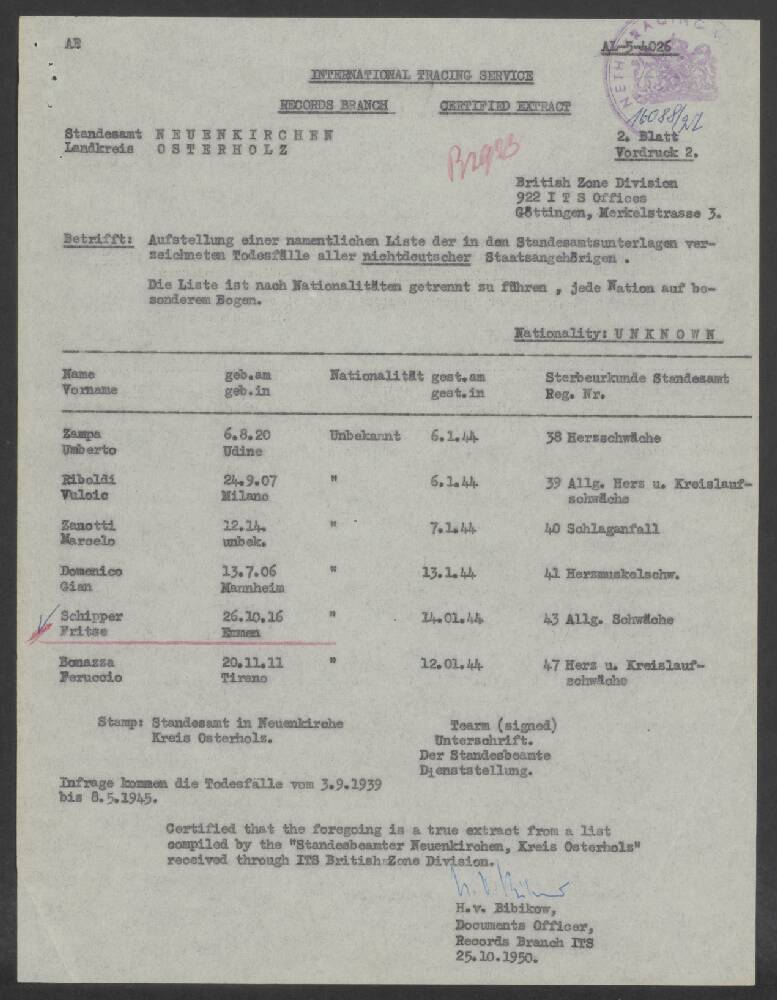 AB
AL-5-4026
INTERNATIONAL TRACING SERVICE
RECORDS BRANCH CERTIFIED EXTRACT
16088/27
Standesamt NEUENKIRCHEN
Landkreis OSTERHOLZ
2. Blatt
Vordruck 2.
British Zone Division
922 I T S Offices
Göttingen, Merkelstrasse 3.
Betrifft: Aufstellung einer namentlichen Liste der in den Standesamtsunterlagen ver-
zeichneten Todesfälle aller nichtdeutscher Staatsangehörigen .
Die Liste ist nach Nationalitäten getrennt zu führen , jede Nation auf be-
sonderem Bogen.
Nationality: UNKNOWN
Name geb.am Nationalität gest.am Sterbeurkunde Standesamt
Vorname geb.in gest.in Reg. Nr.
Zampa 6.8.20 Unbekannt 6.1.44 38 Herzschwäche
Umberto Udine
Riboldi 24.9.07 " 6.1.44 39 Allg. Herz u. Kreislauf-
Vuloic Milano schwäche
Zanotti 12.14. " 7.1.44 40 Schlaganfall
Marcelo unbek.
Domenico 13.7.06 " 13.1.44 41 Herzmuskelschw.
Gian Mannheim
Schipper 26.10.16 " 14.01.44 43 Allg. Schwäche
Fritse Emmen
Bonazza 20.11.11 " 12.01.44 47 Herz u. Kreislauf-
Feruccio Tirano schwäche
Stamp: Standesamt in Neuenkirche
Kreis Osterholz.
Tearm (signed)
Unterschrift.
Der Standesbeamte
Dienststellung.
Infrage kommen die Todesfälle vom 3.9.1939
bis 8.5.1945.
Certified that the foregoing is a true extract from a list
compiled by the "Standesbeamter Neuenkirchen, Kreis Osterholz"
received through ITS British Zone Division.
H.v. Bibikow,
Documents Officer,
Records Branch ITS
25.10.1950.